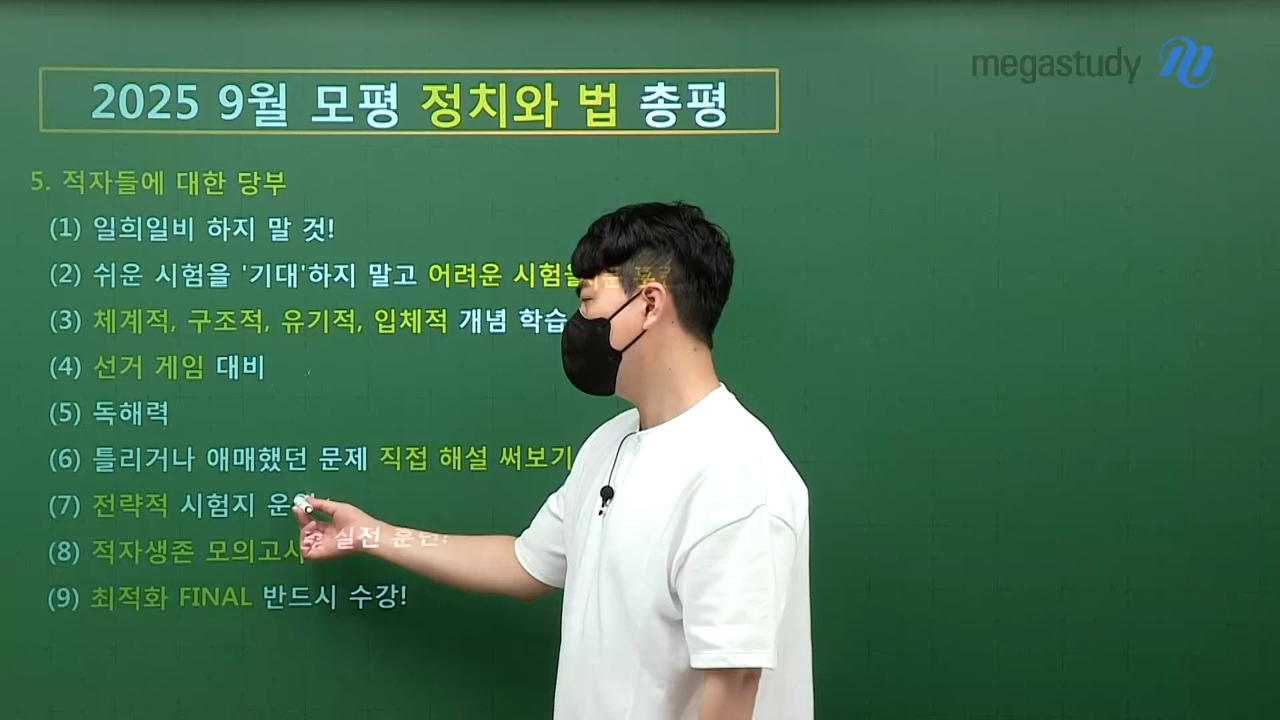 megastudy
2025 9월 모평 정치와 법 총평
5. 적자들에 대한 당부
(1) 일희일비 하지 말 것!
(2) 쉬운 시험을 '기대'하지 말고 어려운 시험을
(3) 체계적, 구조적, 유기적, 입체적 개념 학습
(4) 선거 게임 대비
(5) 독해력
(6) 틀리거나 애매했던 문제 직접 해설 써보기
(7) 전략적 시험지
(8) 적자생존 모의고사 실전 훈련!
(9) 최적화 FINAL 반드시 수강!